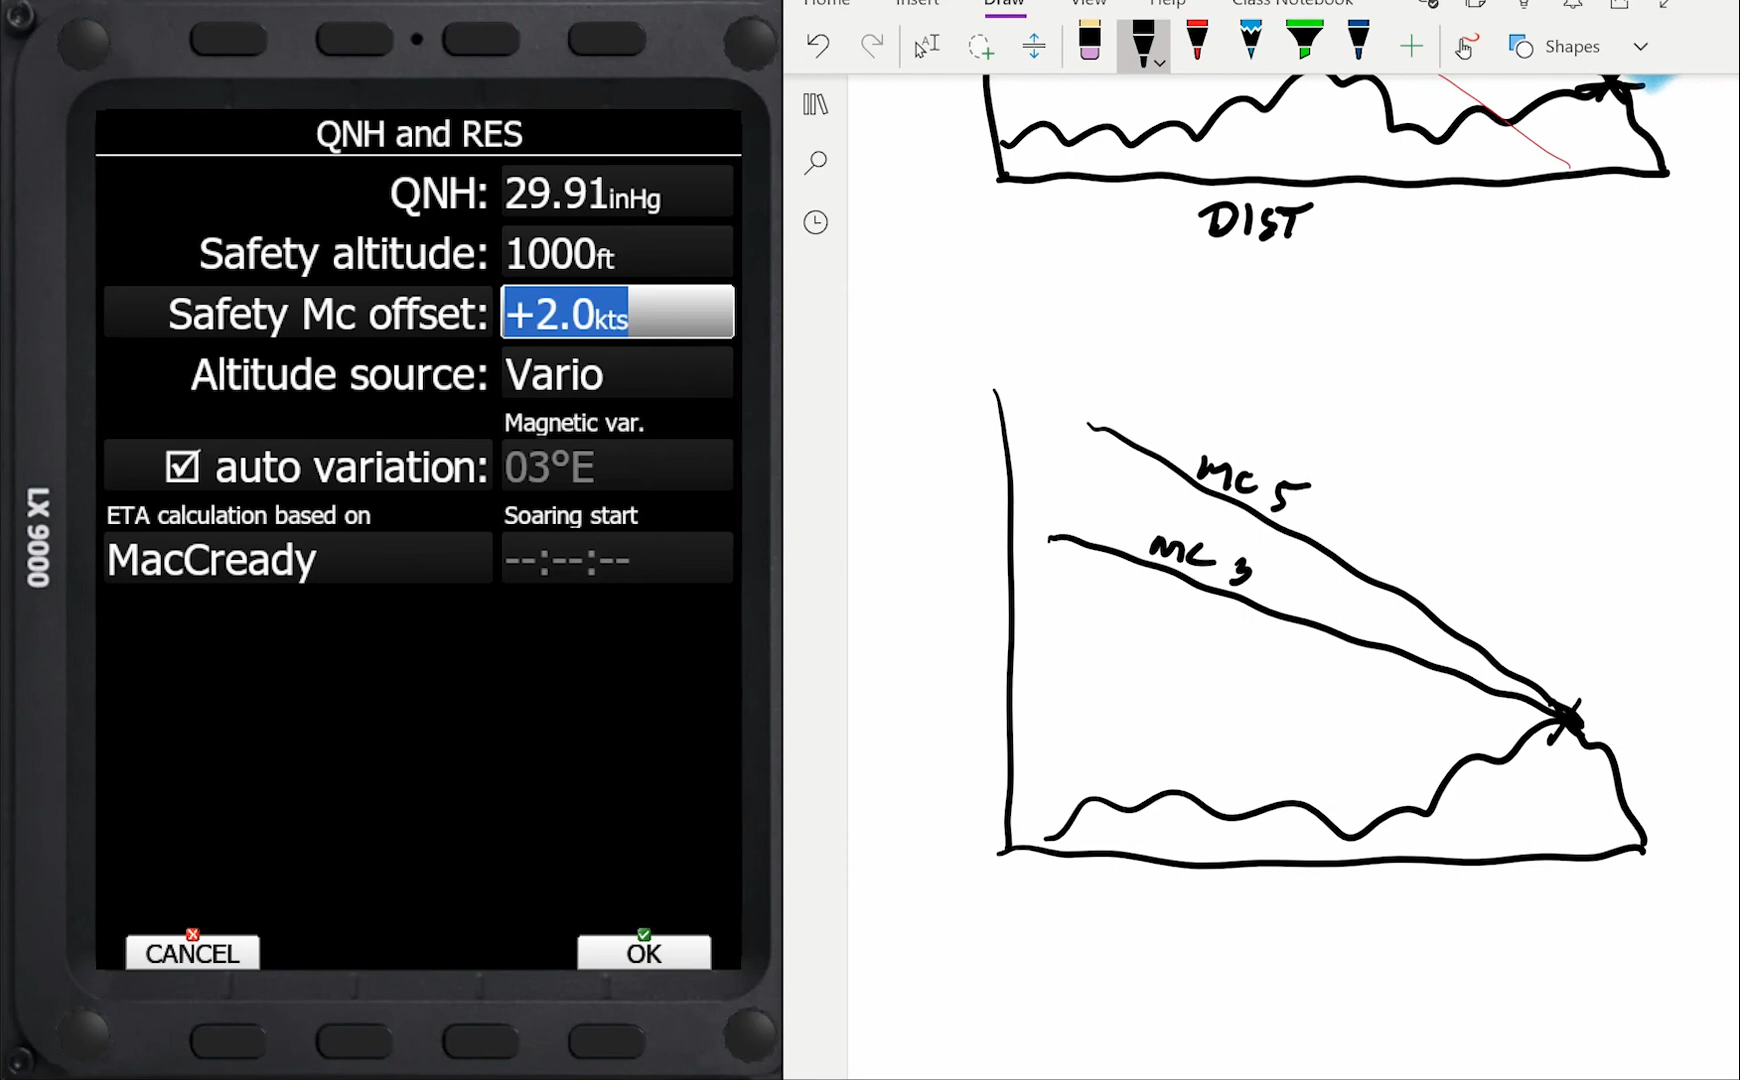 QNH and RES
QNH: 29.91inHg
Safety altitude: 1000ft
Safety Mc offset: +2.0kts
Altitude source: Vario
Magnetic var.
auto variation: 03°E
ETA calculation based on
Soaring start
MacCready
--:--:--
CANCEL
OK
LX 9000
Home
Insert
Draw
View
Help
Class Notebook
Shapes
DIST
MC 5
MC 3